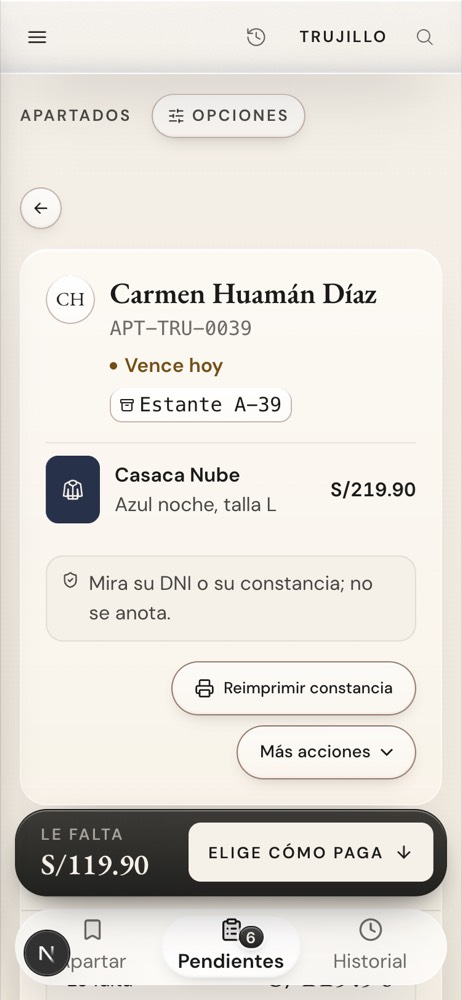 TRUJILLO
APARTADOS
OPCIONES
CH
Carmen Huamán Díaz
APT-TRU-0039
• Vence hoy
Estante A-39
Casaca Nube
Azul noche, talla L
S/219.90
Mira su DNI o su constancia; no
se anota.
Reimprimir constancia
Más acciones
LE FALTA
S/119.90
ELIGE CÓMO PAGA ↓
N
partar
6
Pendientes
Historial